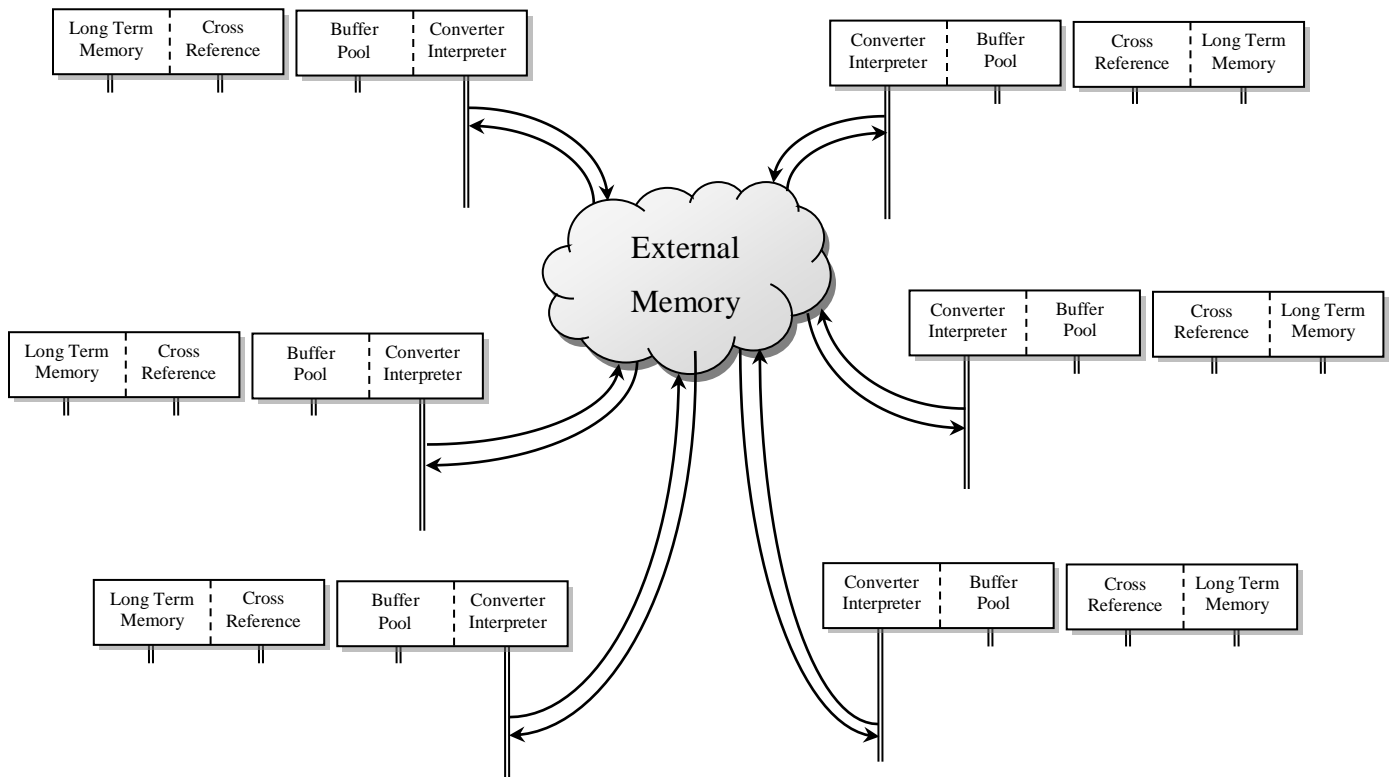 Long Term
Memory
Cross
Reference
Buffer
Pool
Converter
Interpreter
Converter
Interpreter
Buffer
Pool
Cross
Reference
Long Term
Memory
External
Memory
Long Term
Memory
Cross
Reference
Buffer
Pool
Converter
Interpreter
Converter
Interpreter
Buffer
Pool
Cross
Reference
Long Term
Memory
Long Term
Memory
Cross
Reference
Buffer
Pool
Converter
Interpreter
Converter
Interpreter
Buffer
Pool
Cross
Reference
Long Term
Memory